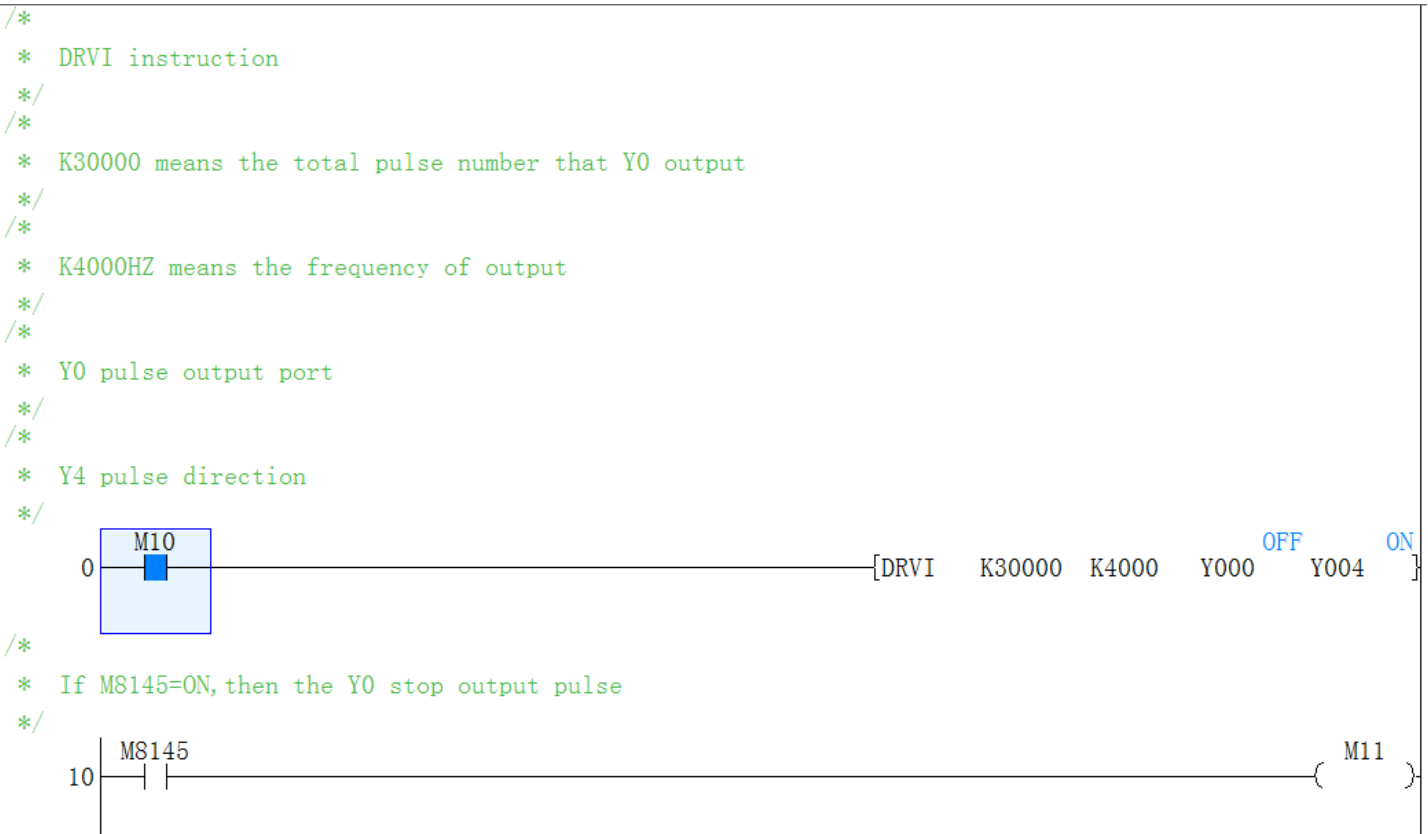 /*
* DRVI instruction
*/
/*
* K30000 means the total pulse number that Y0 output
*/
/*
* K4000HZ means the frequency of output
*/
/*
* Y0 pulse output port
*/
/*
* Y4 pulse direction
*/
M10 OFF ON
0 [DRVI K30000 K4000 Y000 Y004 ]
/*
* If M8145=ON,then the Y0 stop output pulse
*/
M8145 M11
10 ( )